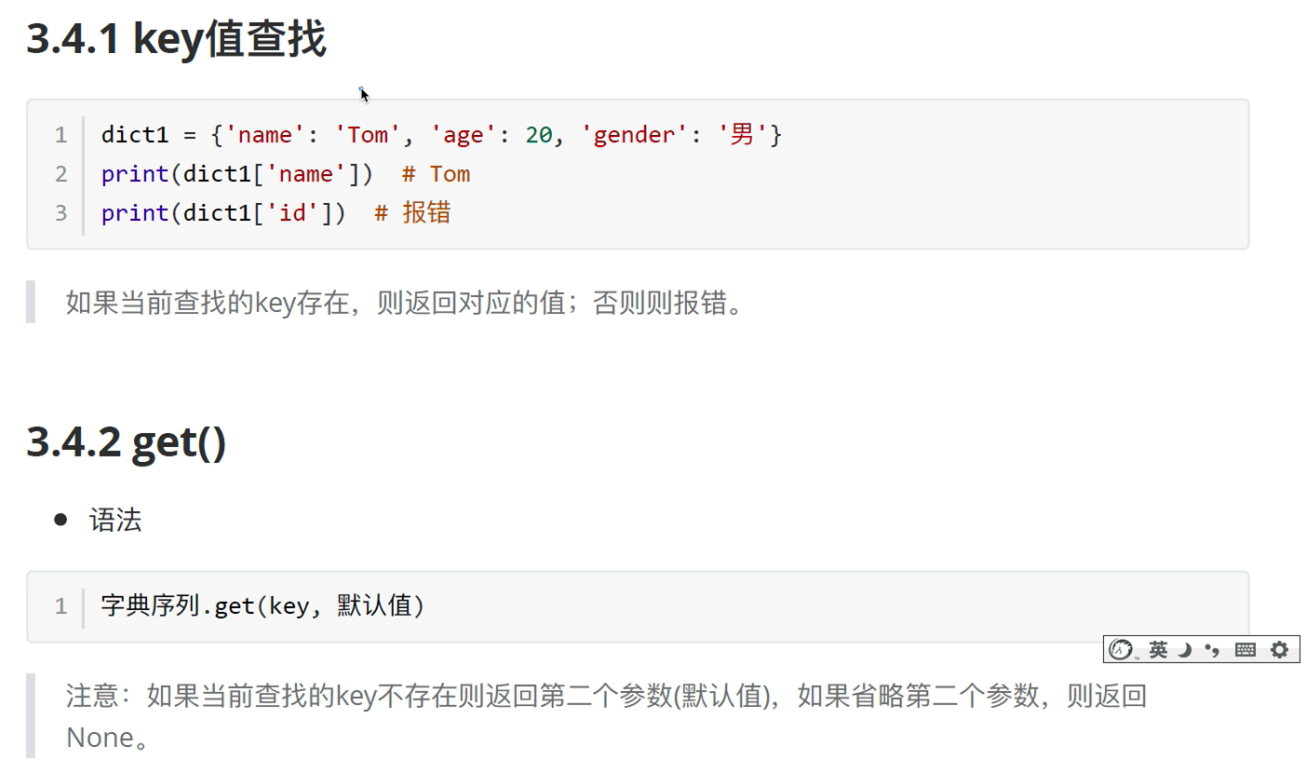 3.4.1 key值查找
1 dict1 = {'name': 'Tom', 'age': 20, 'gender': '男'}
2 print(dict1['name'])  # Tom
3 print(dict1['id'])  # 报错
如果当前查找的key存在，则返回对应的值；否则则报错。
3.4.2 get()
● 语法
1 字典序列.get(key, 默认值)
英
注意：如果当前查找的key不存在则返回第二个参数(默认值)，如果省略第二个参数，则返回
None。